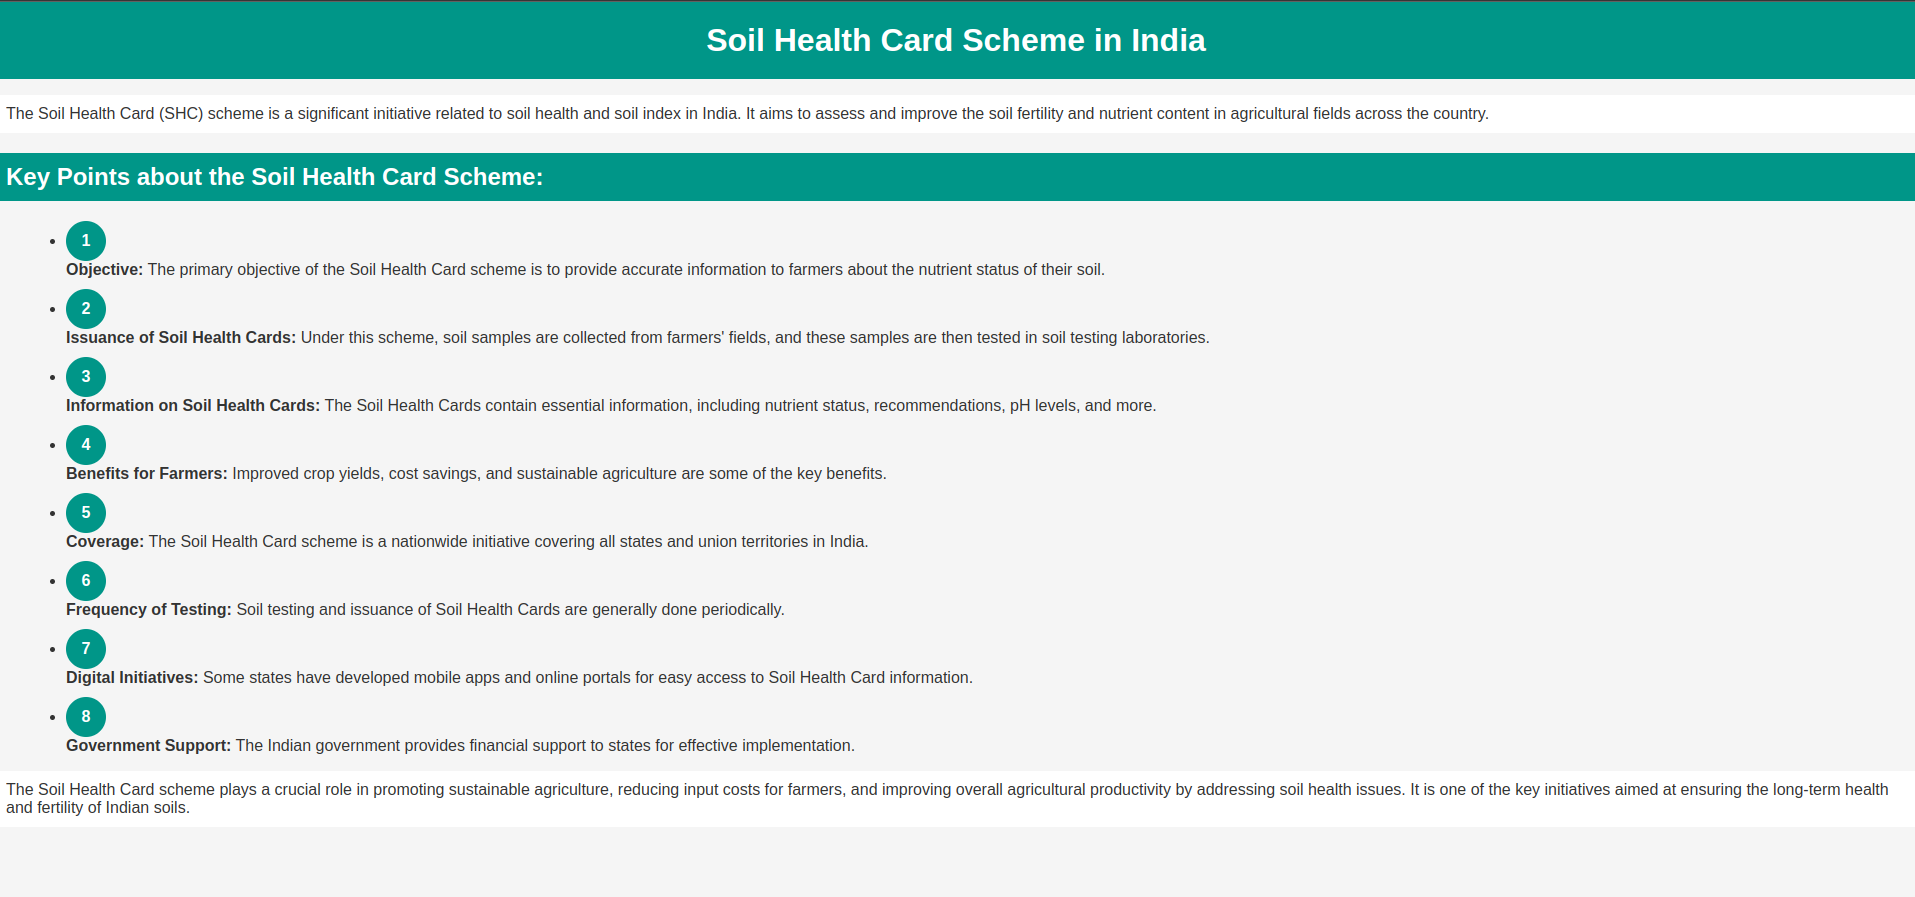 Soil Health Card Scheme in India
The Soil Health Card (SHC) scheme is a significant initiative related to soil health and soil index in India. It aims to assess and improve the soil fertility and nutrient content in agricultural fields across the country.
Key Points about the Soil Health Card Scheme:
1
Objective: The primary objective of the Soil Health Card scheme is to provide accurate information to farmers about the nutrient status of their soil.
2
Issuance of Soil Health Cards: Under this scheme, soil samples are collected from farmers' fields, and these samples are then tested in soil testing laboratories.
3
Information on Soil Health Cards: The Soil Health Cards contain essential information, including nutrient status, recommendations, pH levels, and more.
4
Benefits for Farmers: Improved crop yields, cost savings, and sustainable agriculture are some of the key benefits.
5
Coverage: The Soil Health Card scheme is a nationwide initiative covering all states and union territories in India.
6
Frequency of Testing: Soil testing and issuance of Soil Health Cards are generally done periodically.
7
Digital Initiatives: Some states have developed mobile apps and online portals for easy access to Soil Health Card information.
8
Government Support: The Indian government provides financial support to states for effective implementation.
The Soil Health Card scheme plays a crucial role in promoting sustainable agriculture, reducing input costs for farmers, and improving overall agricultural productivity by addressing soil health issues. It is one of the key initiatives aimed at ensuring the long-term health
and fertility of Indian soils.